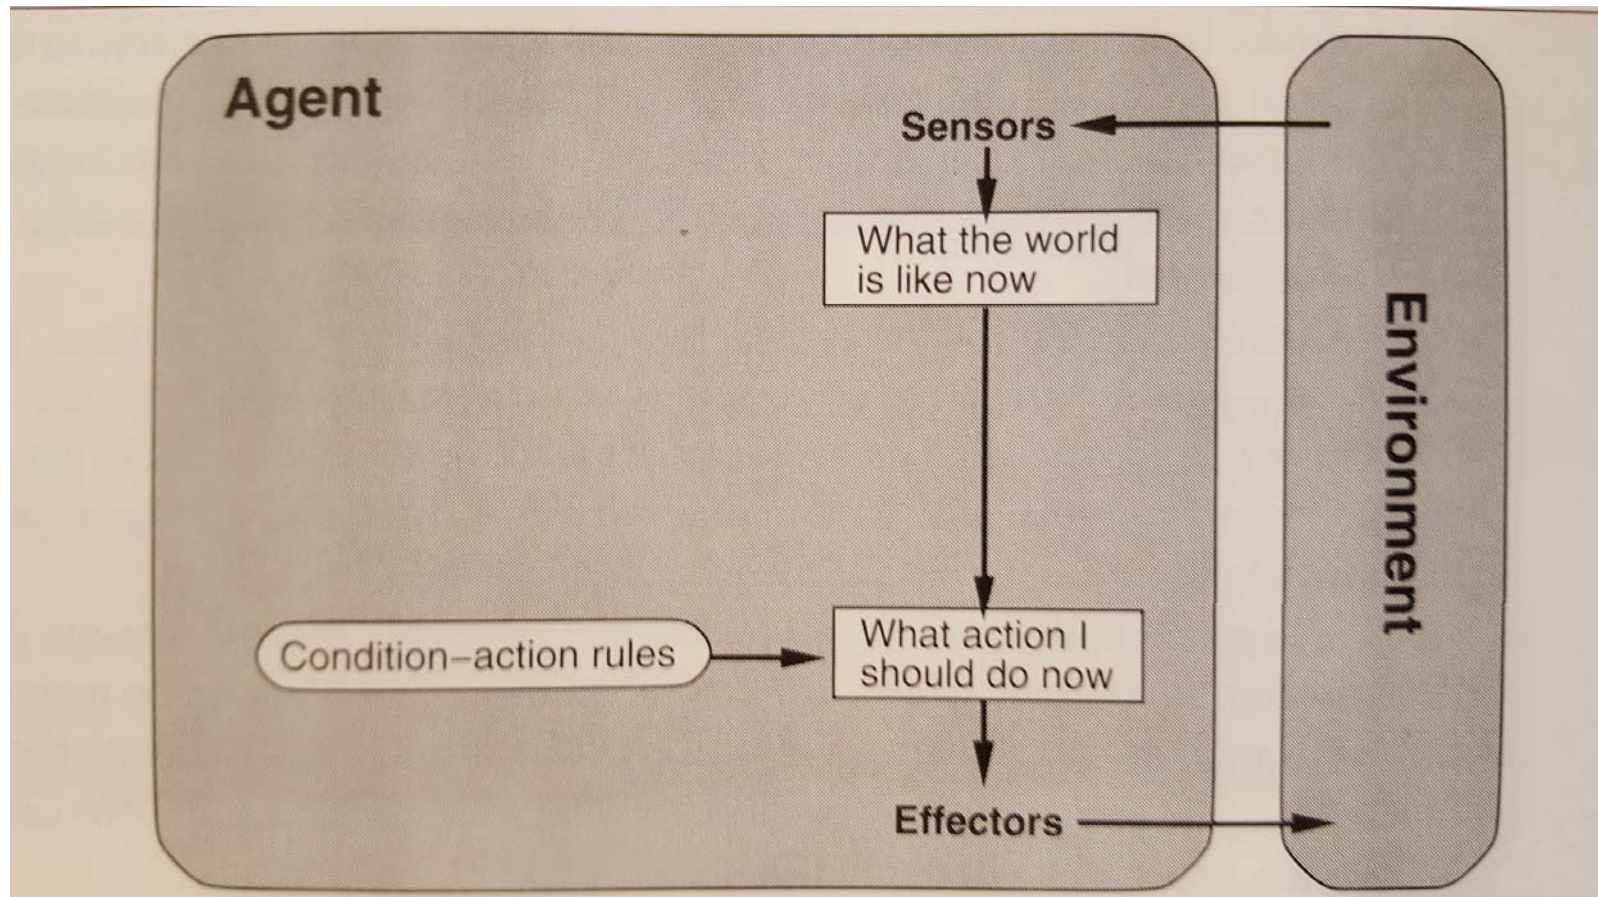 Agent
Sensors
What the world
is like now
Environment
Condition–action rules
What action I
should do now
Effectors